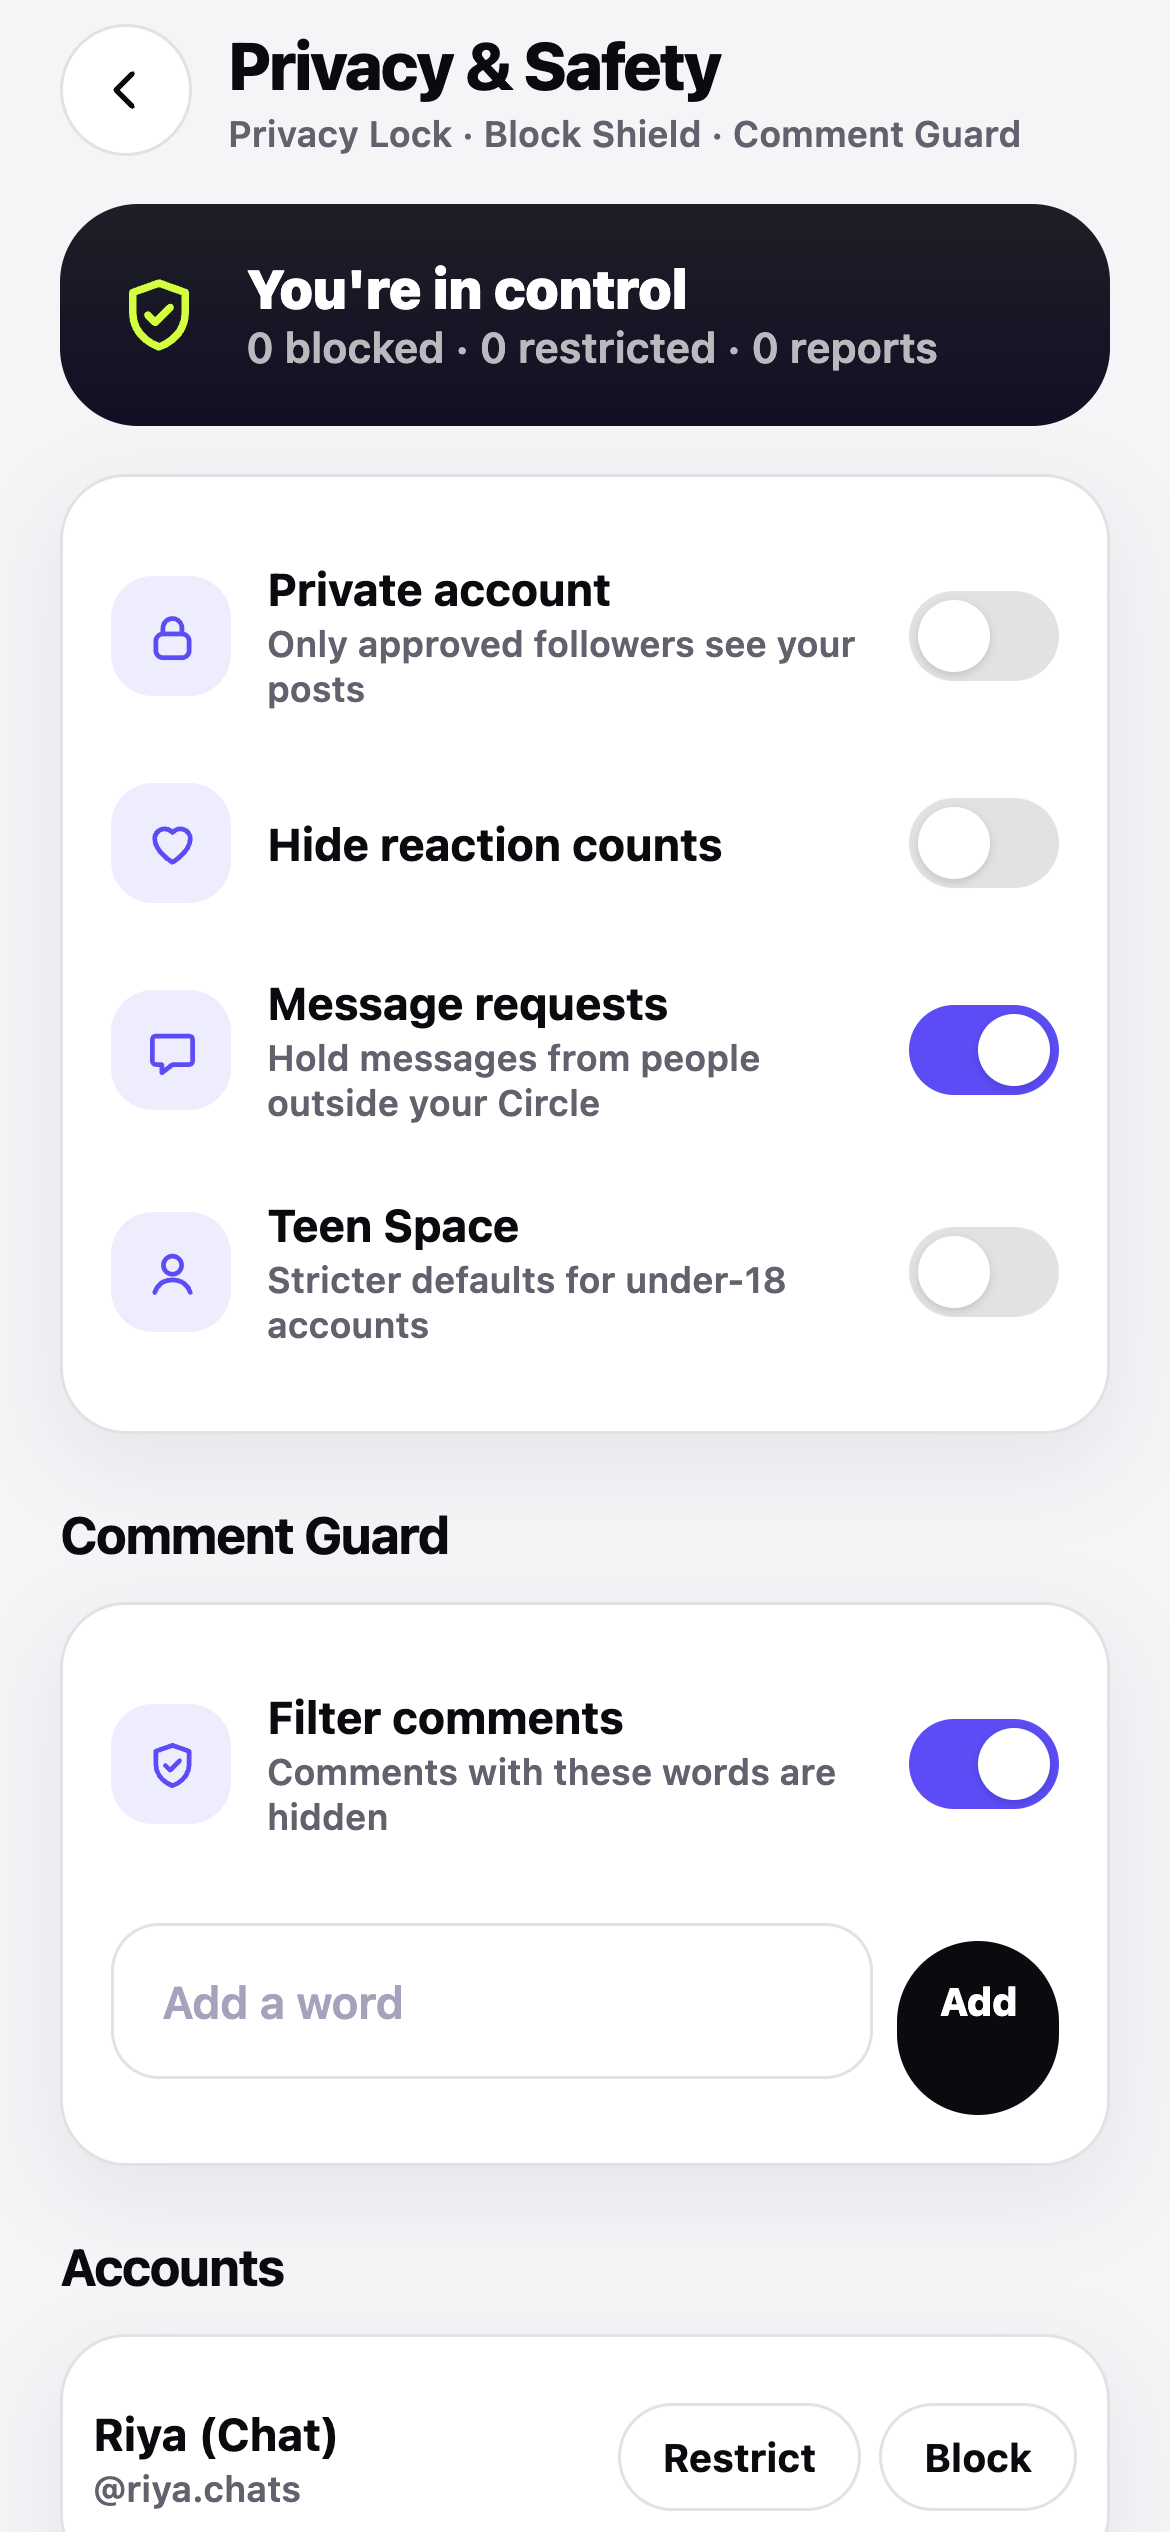 Privacy & Safety
Privacy Lock · Block Shield · Comment Guard
You're in control
0 blocked · 0 restricted · 0 reports
Private account
Only approved followers see your
posts
Hide reaction counts
Message requests
Hold messages from people
outside your Circle
Teen Space
Stricter defaults for under-18
accounts
Comment Guard
Filter comments
Comments with these words are
hidden
Add a word
Add
Accounts
Riya (Chat)
@riya.chats
Restrict
Block